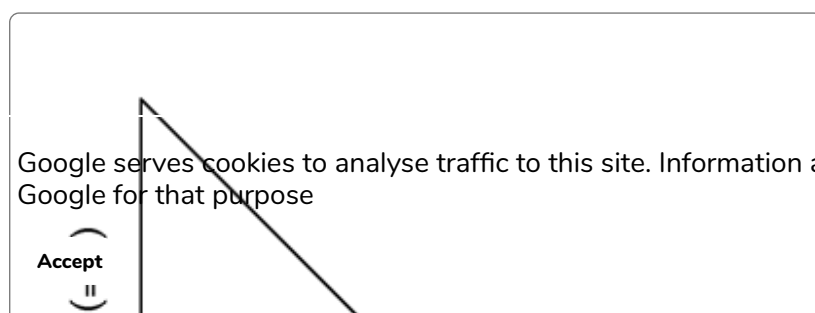 Google serves cookies to analyse traffic to this site. Information
Google for that purpose
Accept